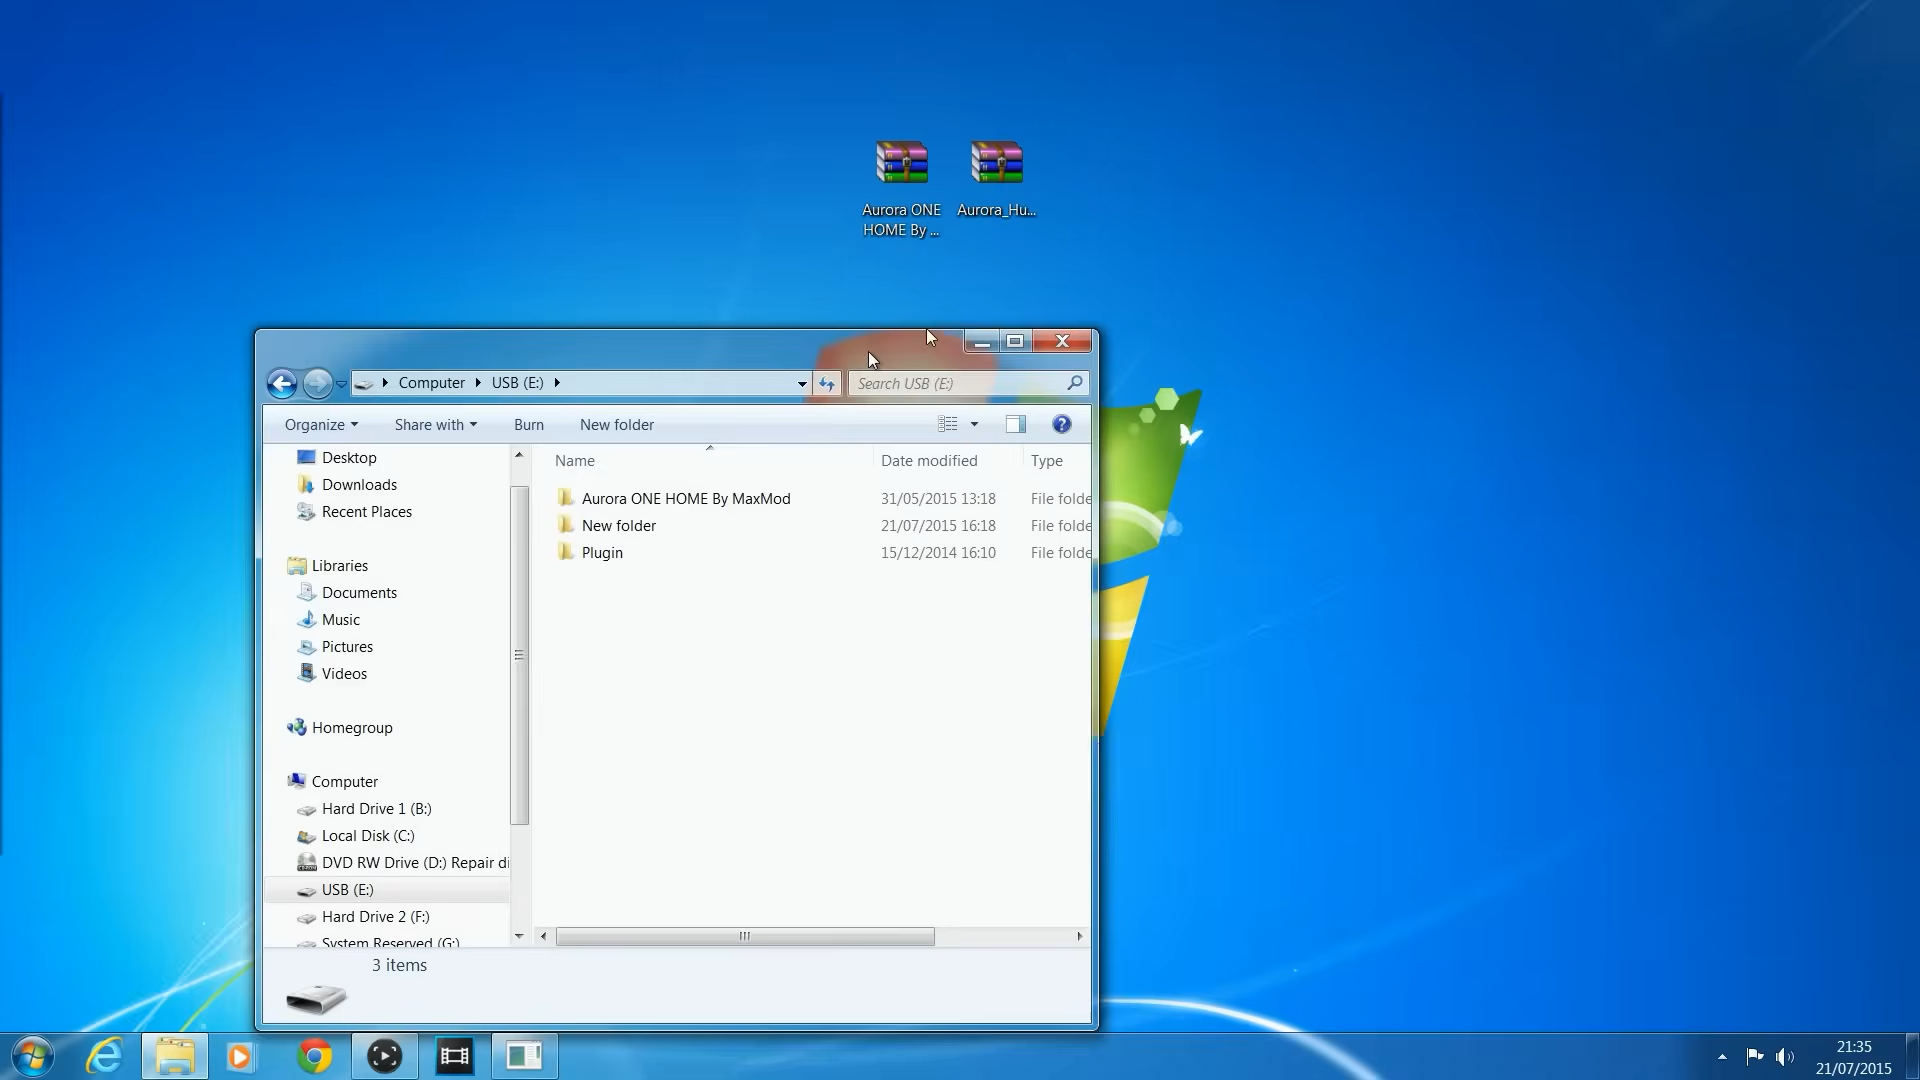 Aurora ONE
HOME By ...
Aurora_Hu...
Computer
USB (E:)
Search USB (E:)
Organize
Share with
Burn
New folder
Desktop
Downloads
Recent Places
Libraries
Documents
Music
Pictures
Videos
Homegroup
Computer
Hard Drive 1 (B:)
Local Disk (C:)
DVD RW Drive (D:) Repair di
USB (E:)
Hard Drive 2 (F:)
System Reserved (G:)
Name Date modified Type
Aurora ONE HOME By MaxMod 31/05/2015 13:18 File folde
New folder 21/07/2015 16:18 File folde
Plugin 15/12/2014 16:10 File folde
3 items
21:35
21/07/2015